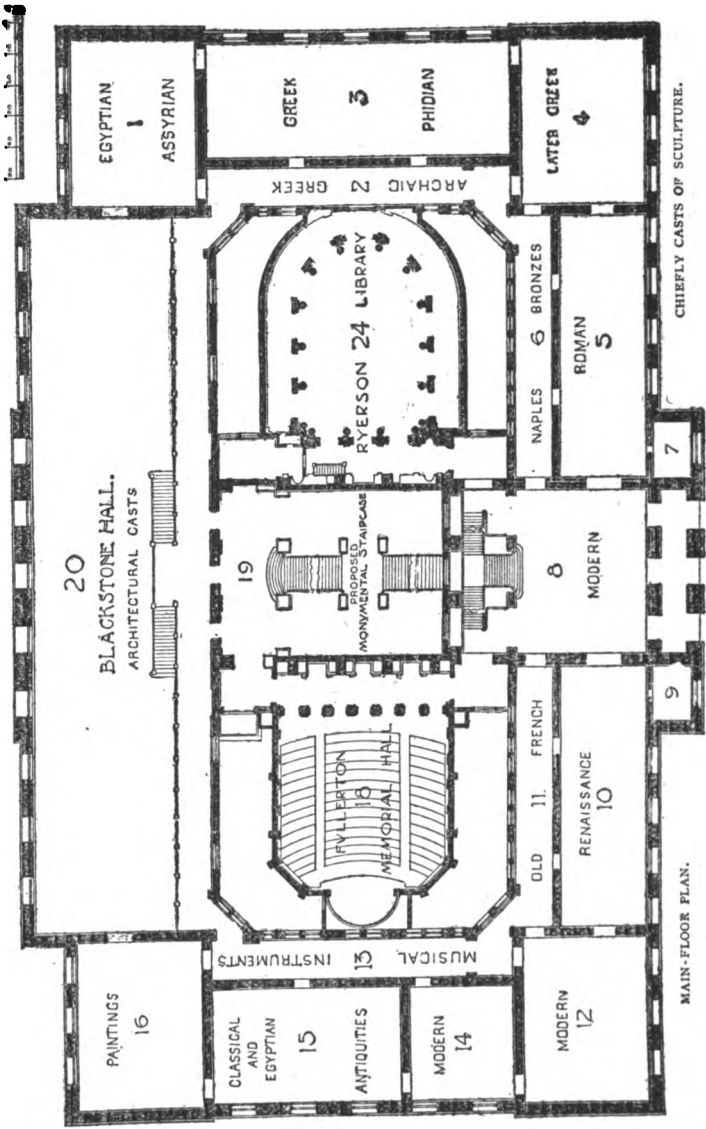 EGYPTIAN
1
ASSYRIAN
GREEK
3
PHIDIAN
LATER GREEK
4
ARCHAIC 2 GREEK
20
BLACKSTONE HALL.
ARCHITECTURAL CASTS
RYERSON 24 LIBRARY
NAPLES 6 BRONZES
ROMAN
5
7
19
PROPOSED
MONUMENTAL STAIRCASE
8
MODERN
9
FVLLERTON
18
MEMORIAL HALL
OLD 11. FRENCH
RENAISSANCE
10
MUSICAL 13 INSTRUMENTS
PAINTINGS
16
CLASSICAL
AND
EGYPTIAN
15
ANTIQUITIES
MODERN
14
MODERN
12
MAIN-FLOOR PLAN.
CHIEFLY CASTS OF SCULPTURE.